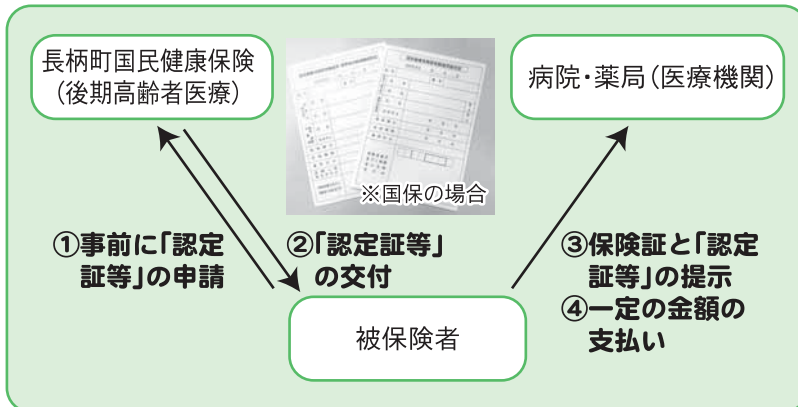 長柄町国民健康保険
（後期高齢者医療）
病院・薬局（医療機関）
※国保の場合
①事前に「認定
証等」の申請
②「認定証等」
の交付
③保険証と「認定
証等」の提示
④一定の金額の
支払い
被保険者